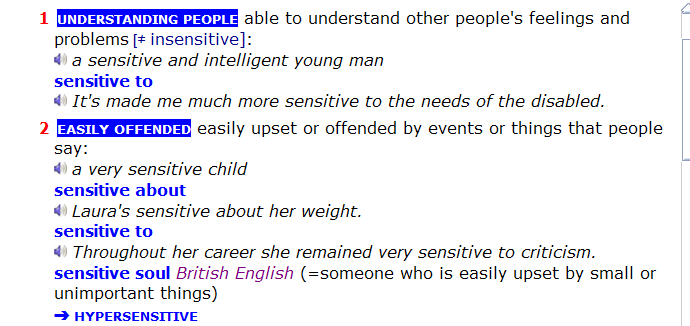 1 UNDERSTANDING PEOPLE able to understand other people's feelings and
problems [≠ insensitive]:
a sensitive and intelligent young man
sensitive to
It's made me much more sensitive to the needs of the disabled.
2 EASILY OFFENDED easily upset or offended by events or things that people
say:
a very sensitive child
sensitive about
Laura's sensitive about her weight.
sensitive to
Throughout her career she remained very sensitive to criticism.
sensitive soul British English (=someone who is easily upset by small or
unimportant things)
➔ HYPERSENSITIVE